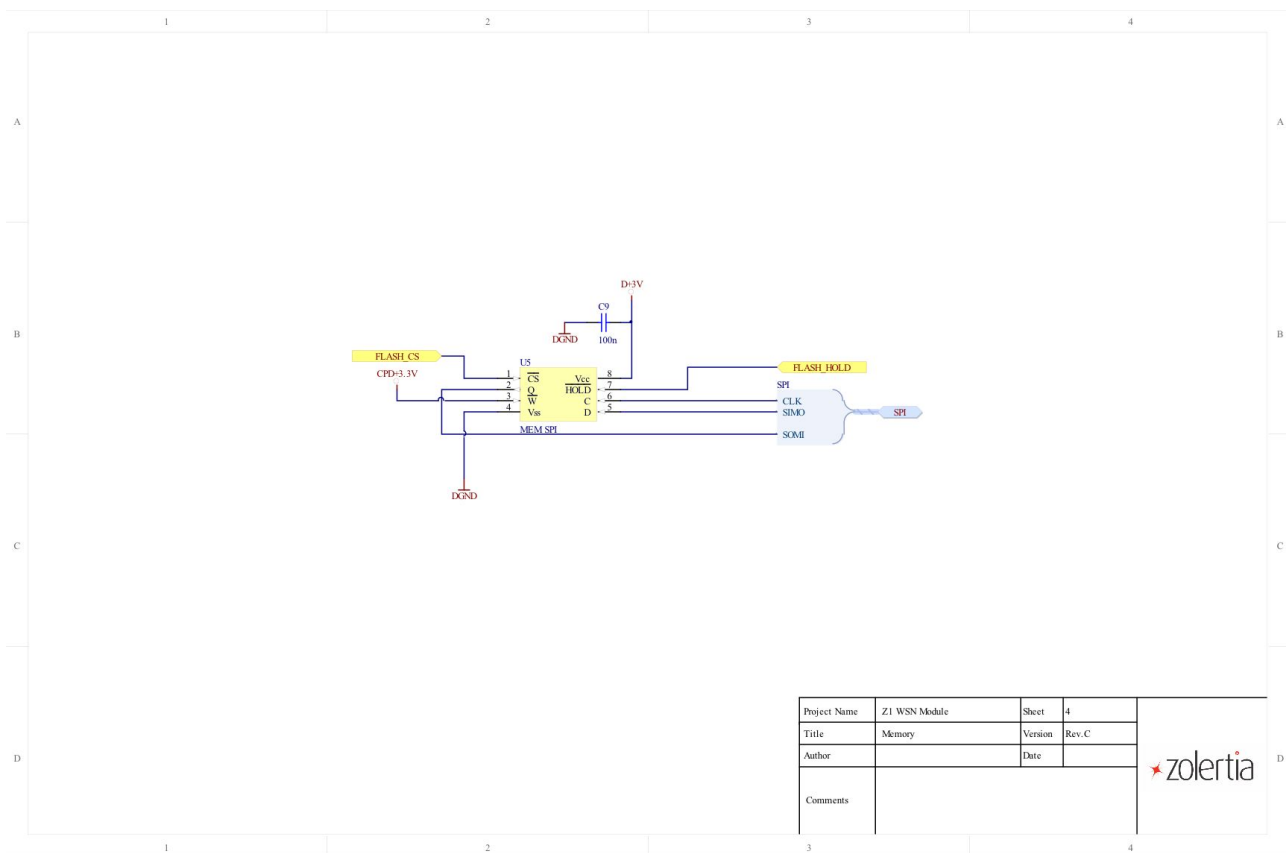 1 2 3 4
A A
D+3V
C9
B B
DGND 100n
FLASH_CS
U5
FLASH_HOLD
CPD+3.3V
1 CS Vcc 8
SPI
2 Q HOLD 7
3 W C 6 CLK
4 Vss D 5 SIMO SPI
MEM SPI SOMI
DGND
C C
Project Name Z1 WSN Module Sheet 4
Title Memory Version Rev.C
Author Date
D D
zolertia
Comments
1 2 3 4